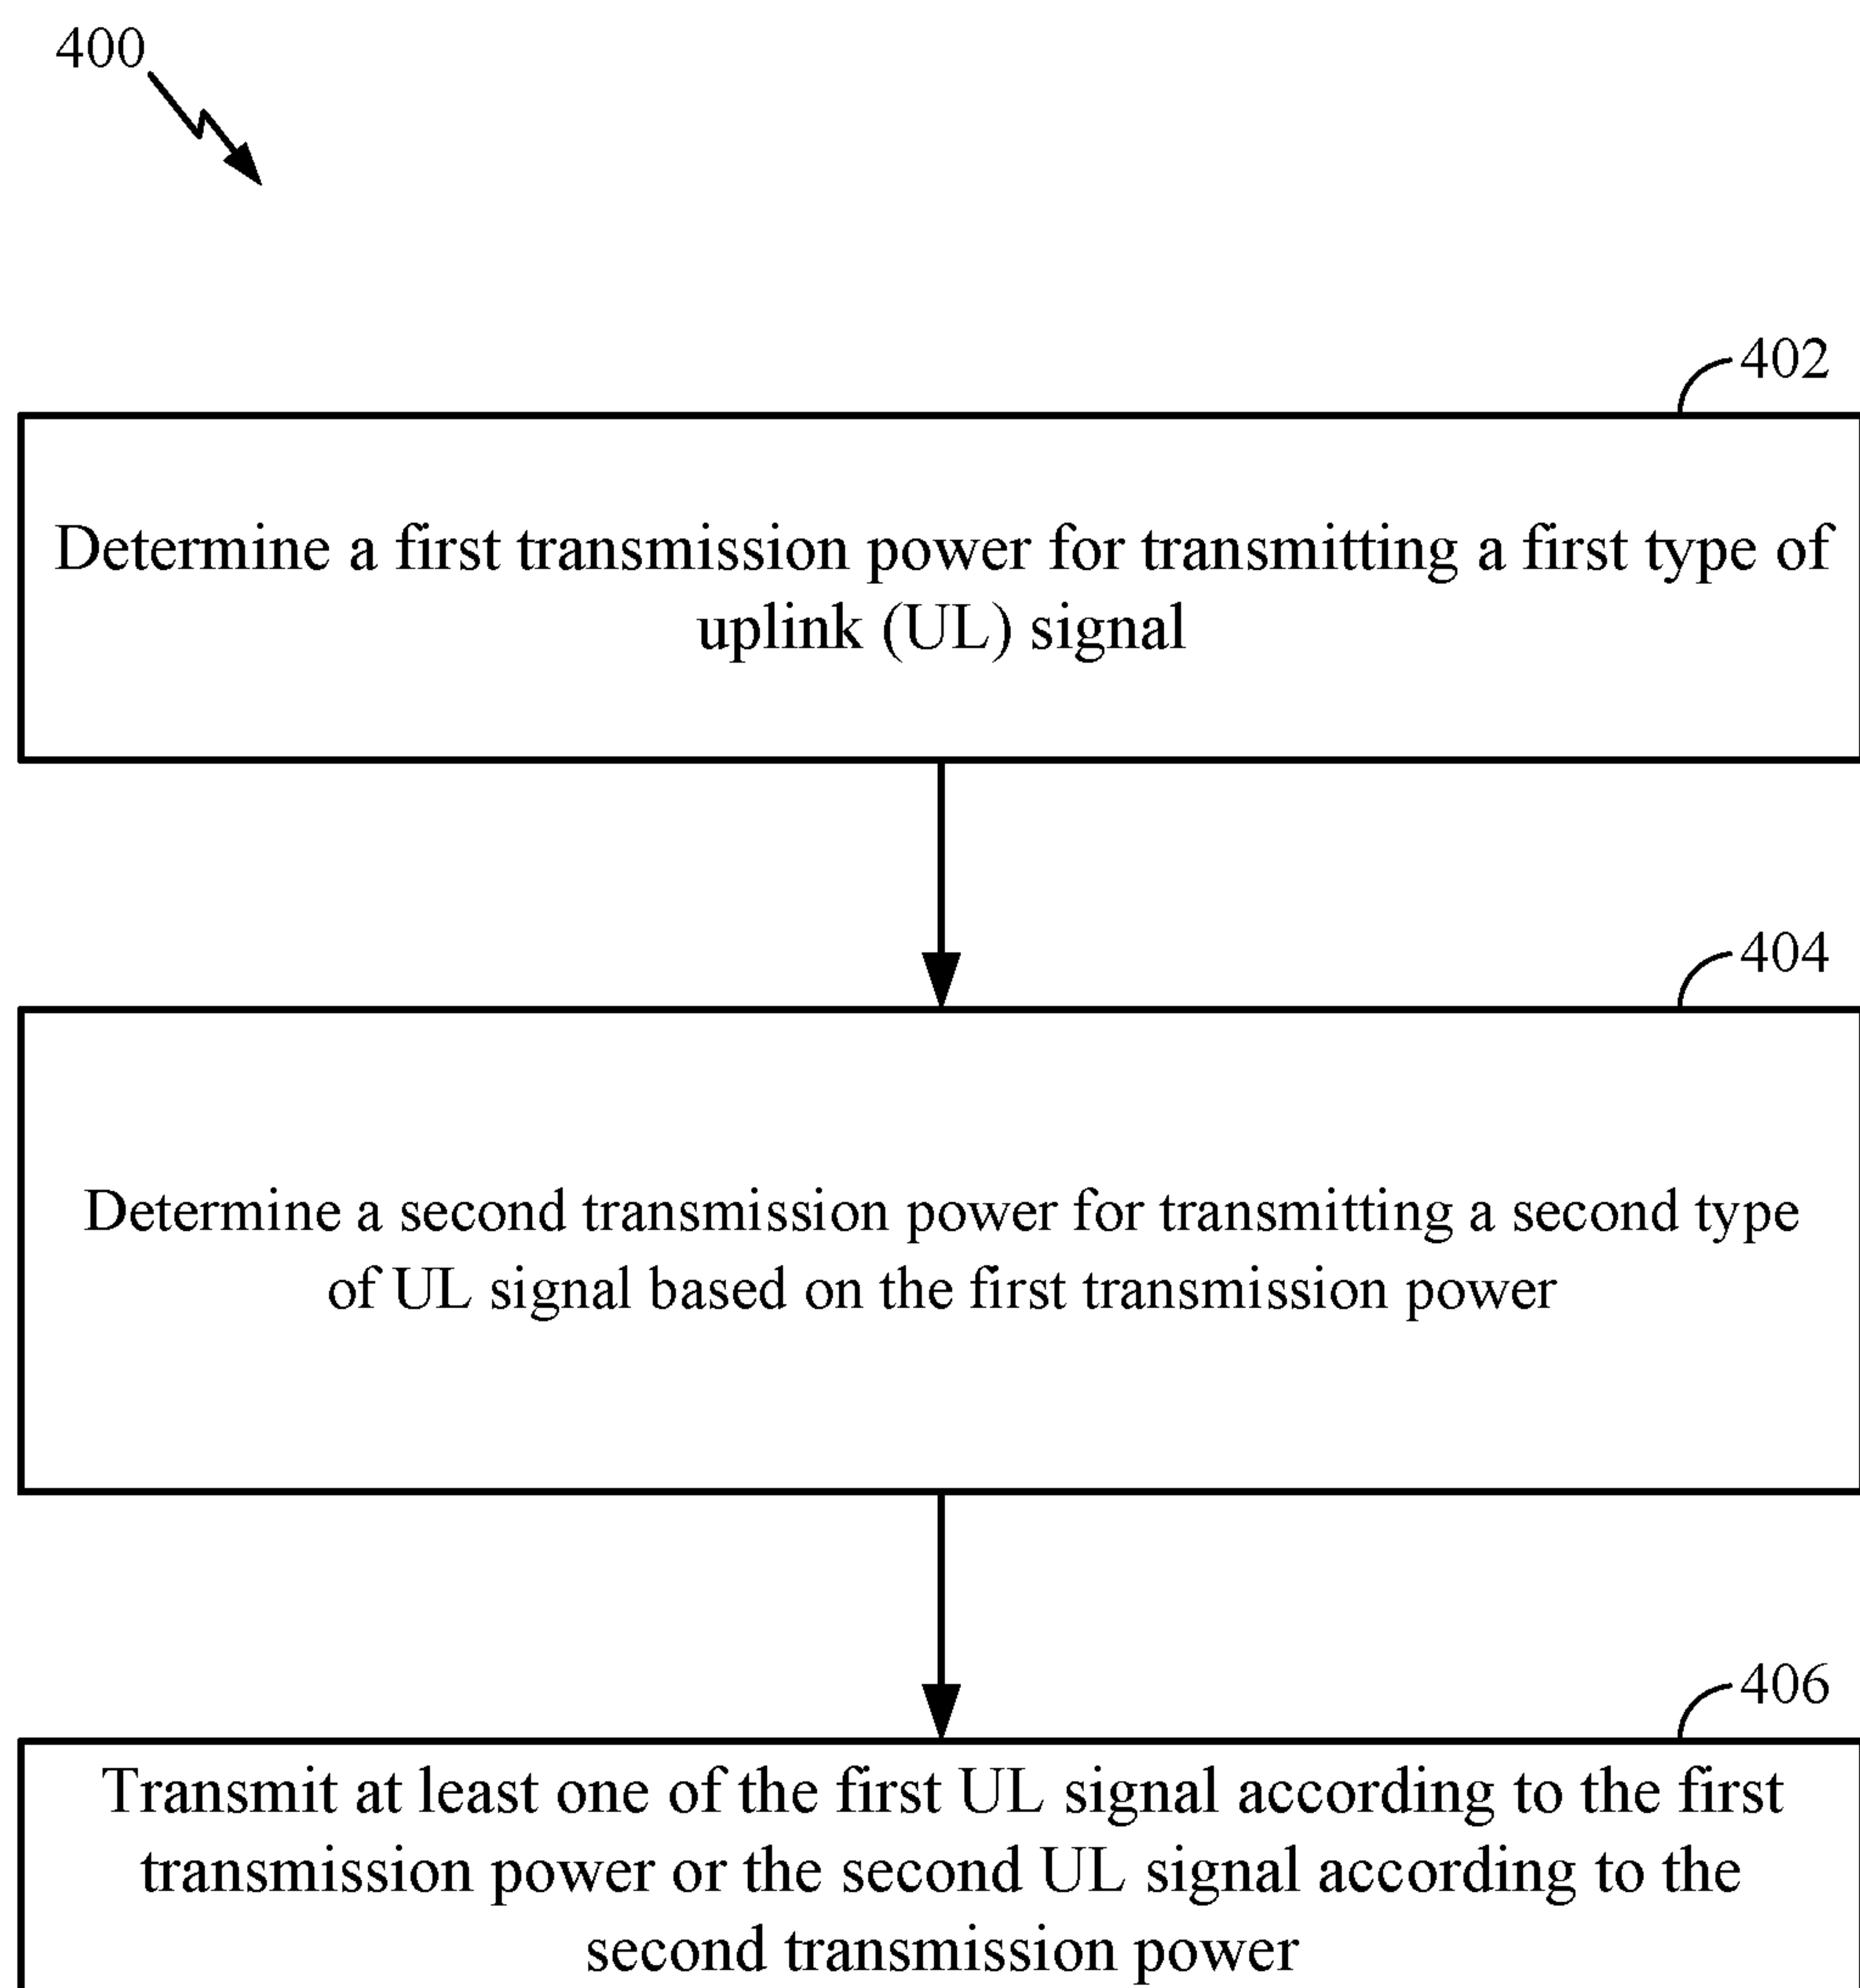 400
402
Determine a first transmission power for transmitting a first type of
uplink (UL) signal
404
Determine a second transmission power for transmitting a second type
of UL signal based on the first transmission power
406
Transmit at least one of the first UL signal according to the first
transmission power or the second UL signal according to the
second transmission power